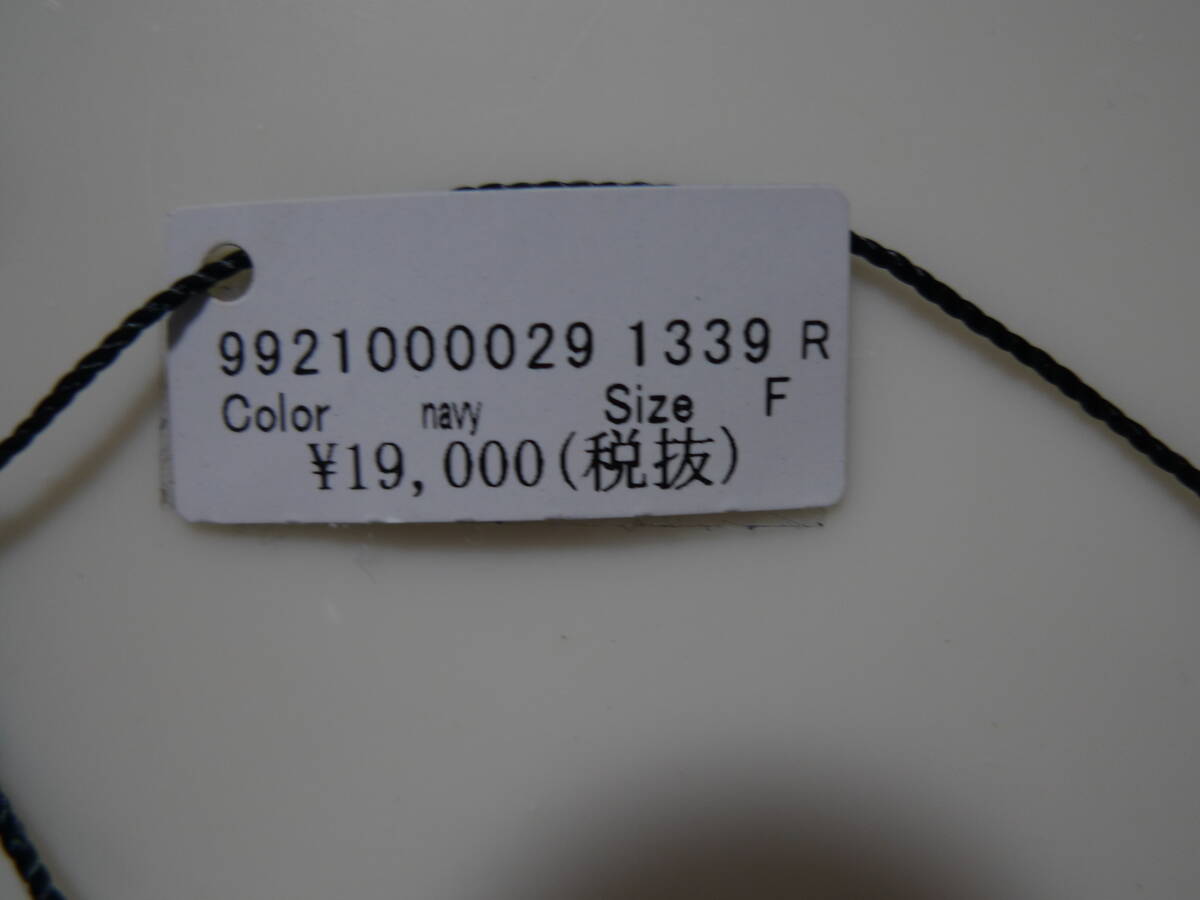 9921000029 1339 R
Color navy Size F
¥19,000(税抜)